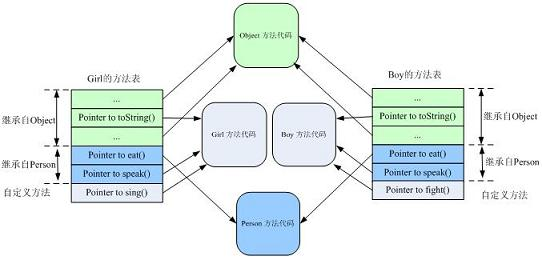 Object 方法代码
Girl的方法表
...
Pointer to toString()
...
Pointer to eat()
Pointer to speak()
Pointer to sing()
继承自Object
继承自Person
自定义方法
Girl 方法代码
Boy 方法代码
Person 方法代码
Boy的方法表
...
Pointer to toString()
...
Pointer to eat()
Pointer to speak()
Pointer to fight()
继承自Object
继承自Person
自定义方法